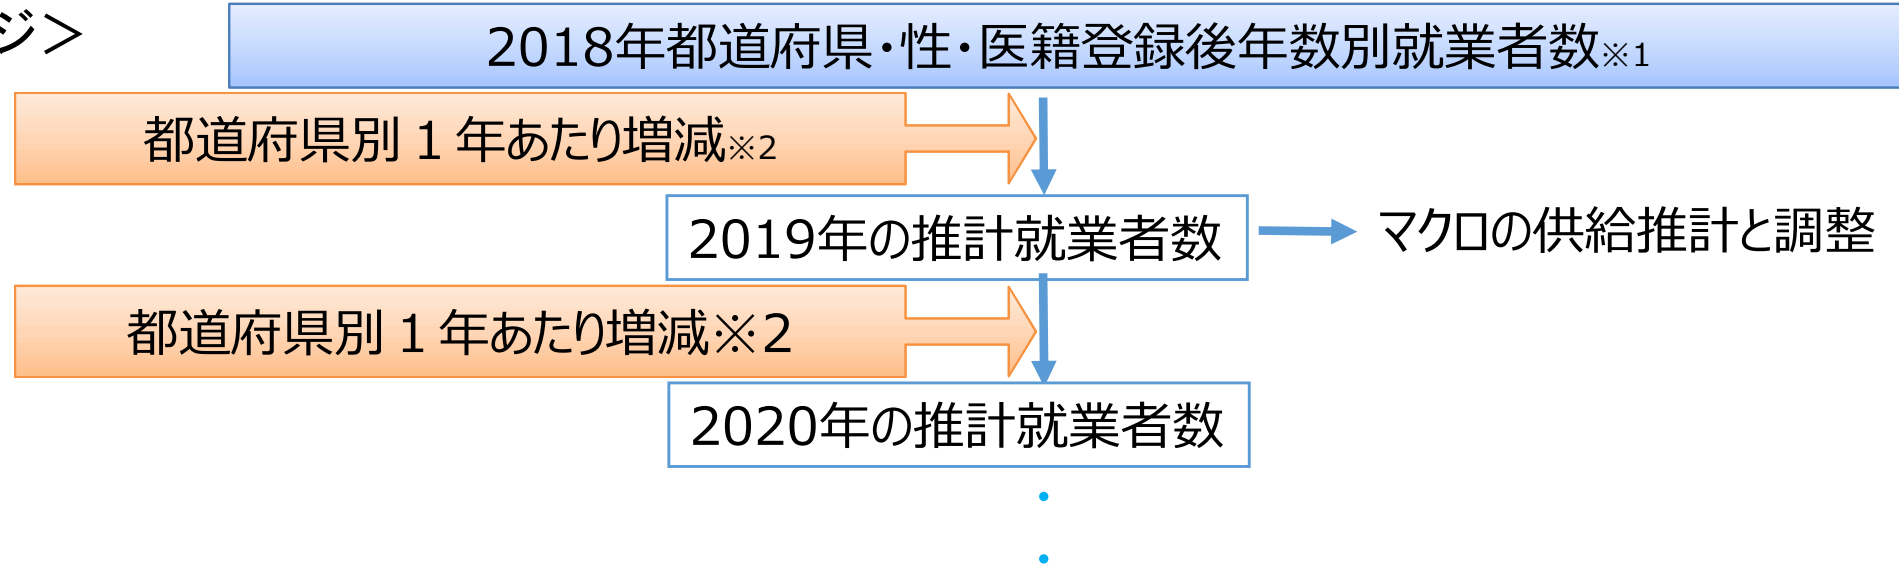 ジ＞
2018年都道府県・性・医籍登録後年数別就業者数※1
都道府県別１年あたり増減※2
2019年の推計就業者数
マクロの供給推計と調整
都道府県別１年あたり増減※2
2020年の推計就業者数
・
・